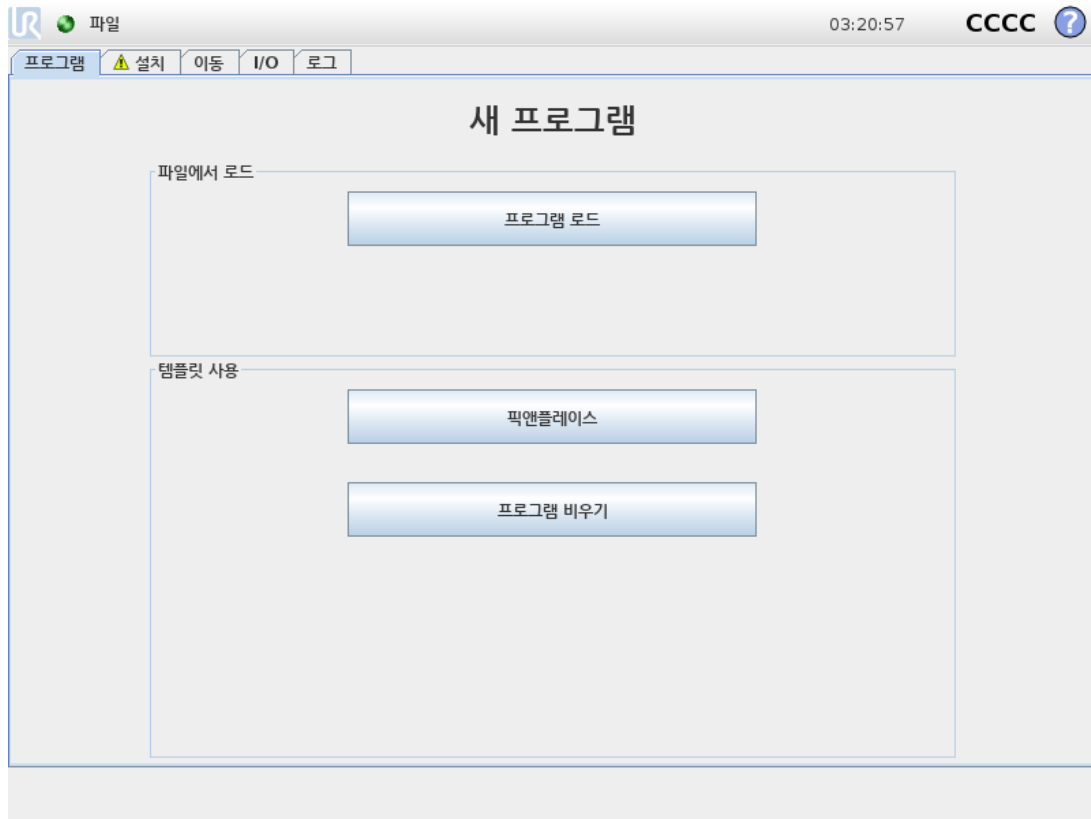 UR 파일 03:20:57 CCCC ?
프로그램 설치 이동 I/O 로그
새 프로그램
파일에서 로드
프로그램 로드
템플릿 사용
픽앤플레이스
프로그램 비우기